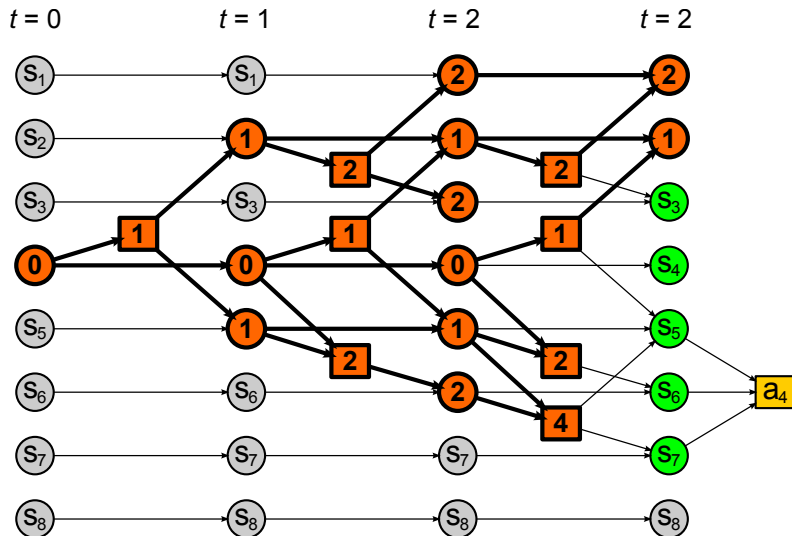 t = 0 t = 1 t = 2 t = 2
s1 s1 2 2
s2 1 1 1
2 2
s3 s3 2 s3
1 1 1
0 0 0 s4
s5 1 1 s5
2 2
s6 s6 2 s6 a4
4
s7 s7 s7 s7
s8 s8 s8 s8